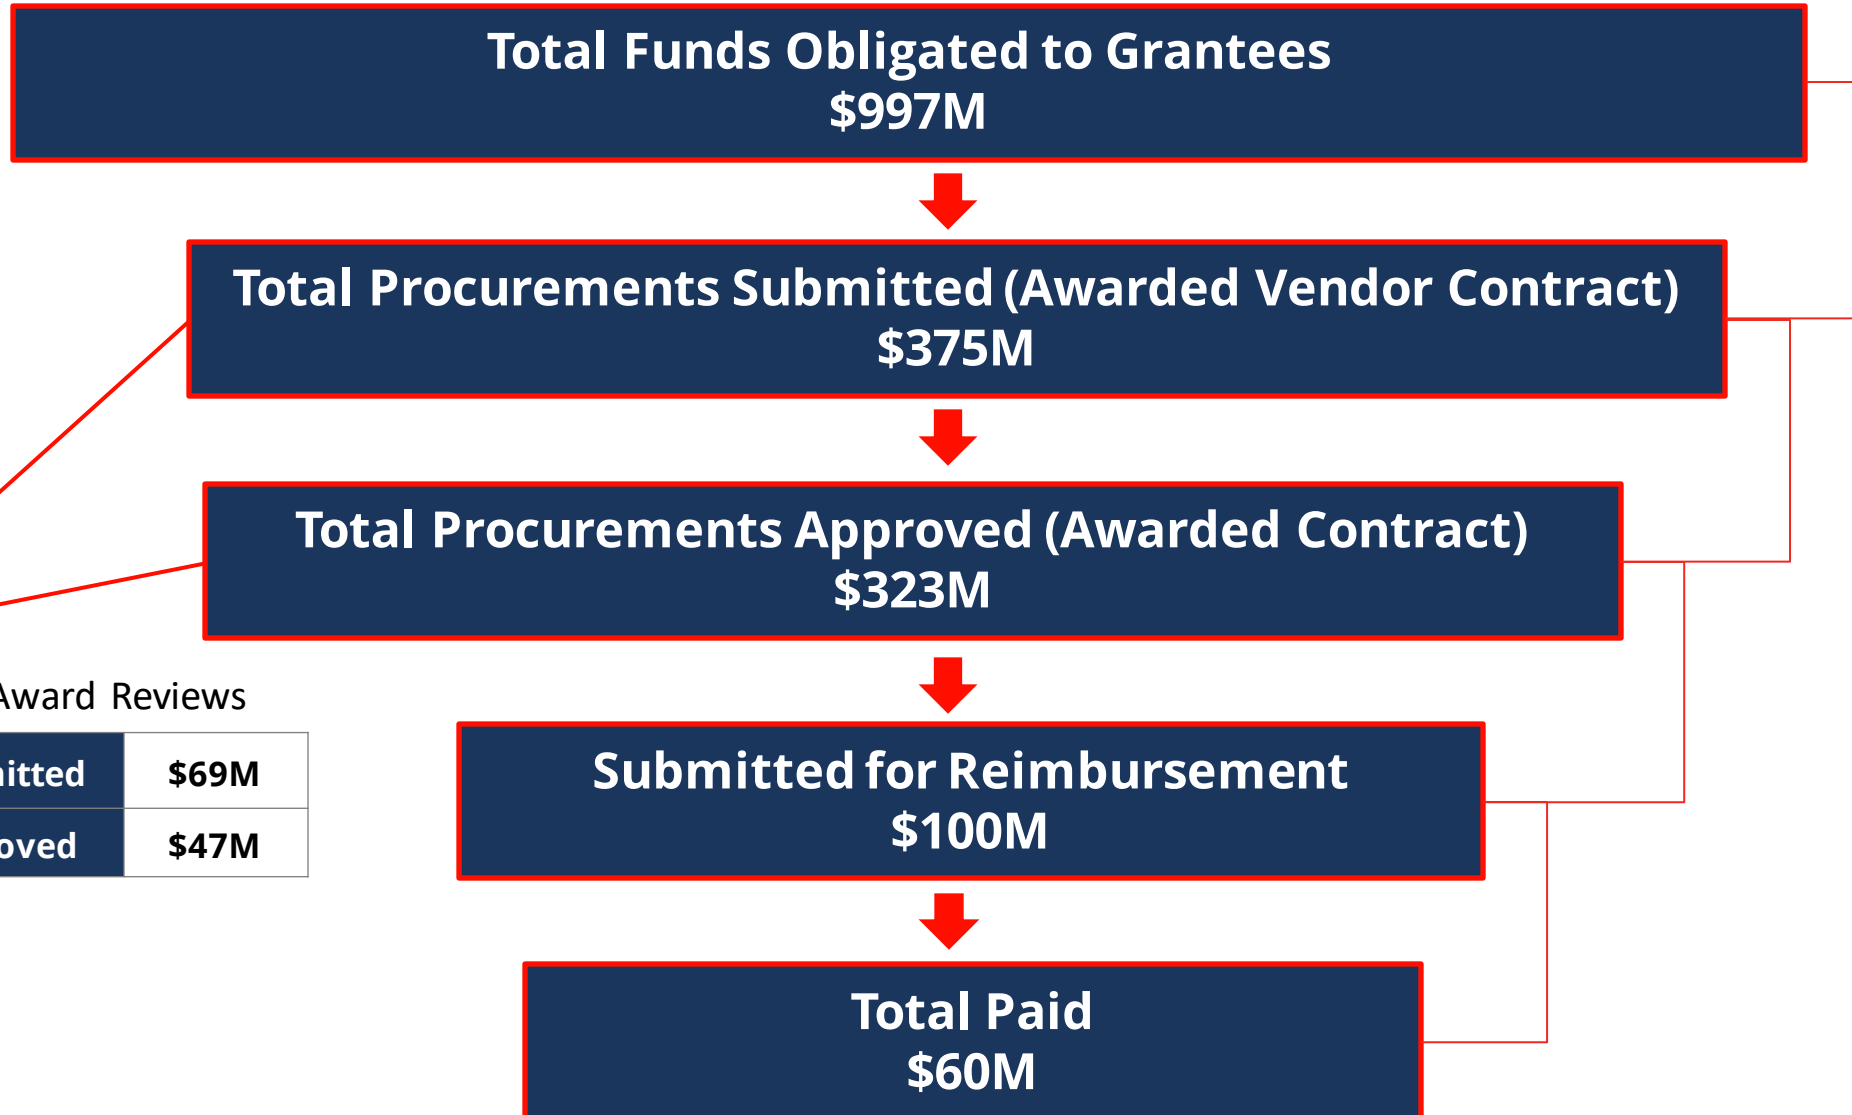 Total Funds Obligated to Grantees
$997M
Total Procurements Submitted (Awarded Vendor Contract)
$375M
Total Procurements Approved (Awarded Contract)
$323M
Award Reviews
$69M
$47M
Submitted for Reimbursement
$100M
Total Paid
$60M